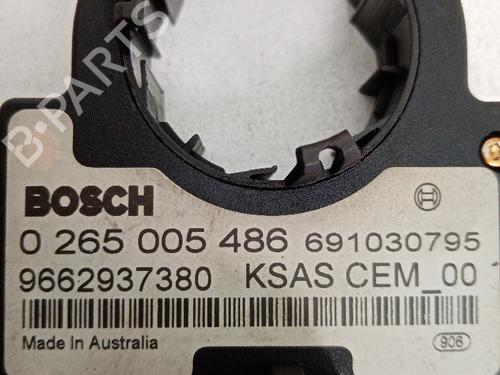 B-PARTS
BOSCH
0 265 005 486 691030795
9662937380 KSAS CEM_00
Made In Australia 906